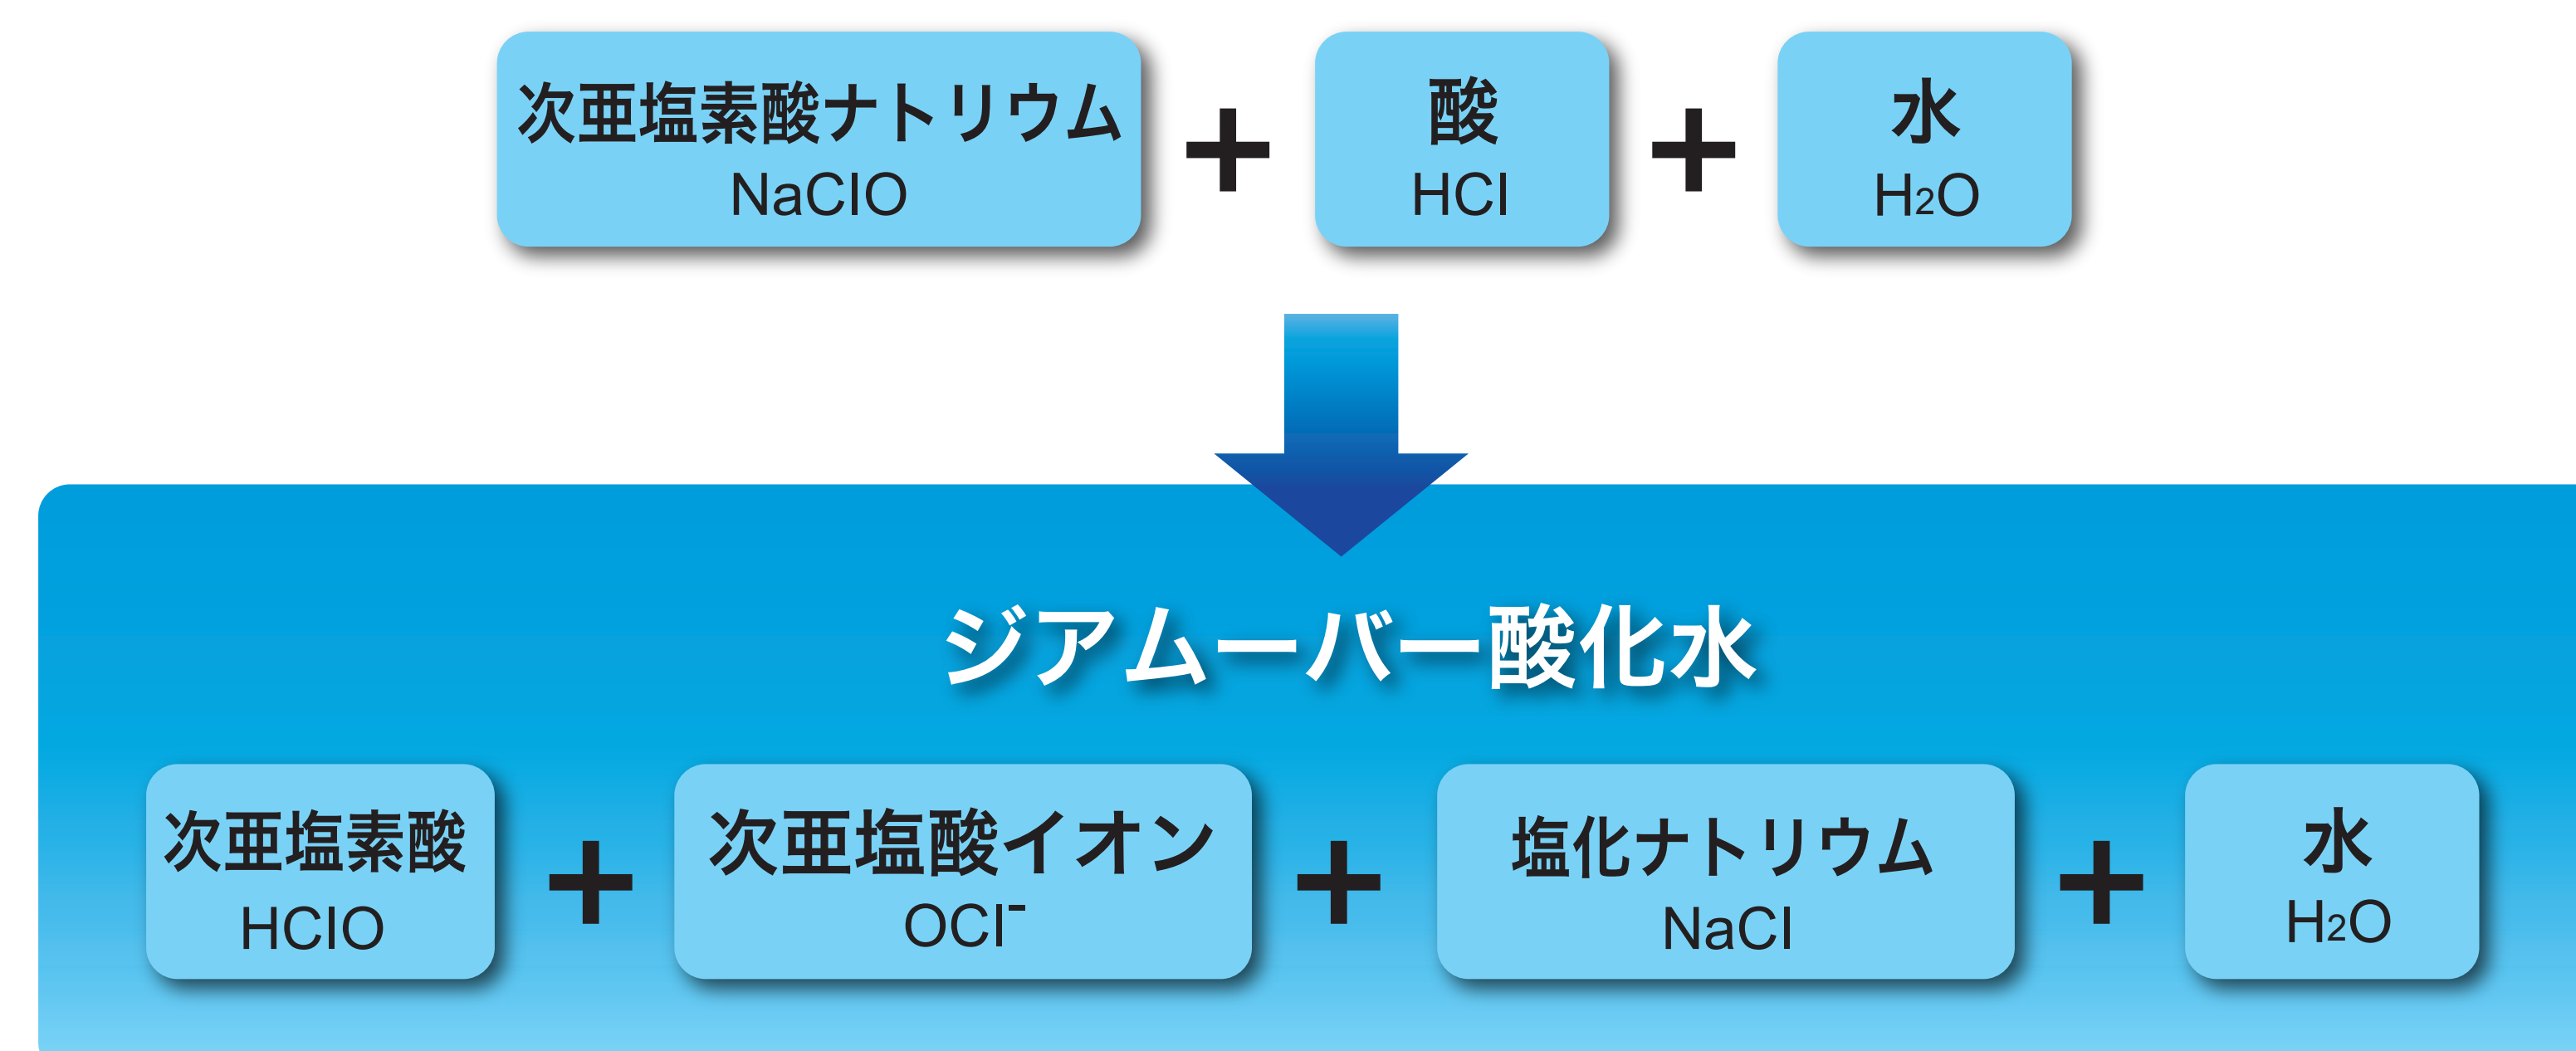 次亜塩素酸ナトリウム + 酸 + 水
NaClO HCl H₂O
ジアムーバー酸化水
次亜塩素酸 + 次亜塩酸イオン + 塩化ナトリウム + 水
HClO OCl⁻ NaCl H₂O